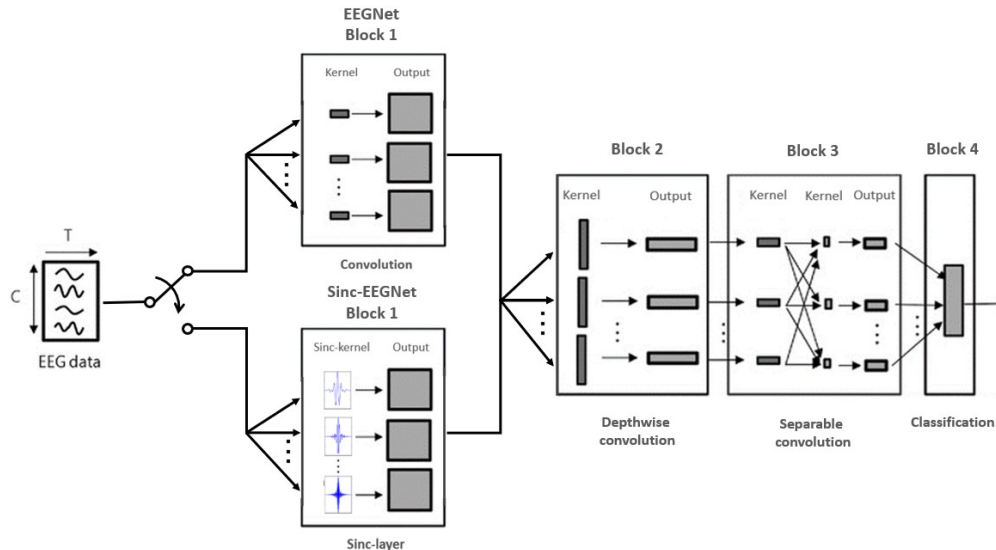 EEGNet
Block 1
Kernel
Output
Convolution
T
C
EEG data
Sinc-EEGNet
Block 1
Sinc-kernel
Output
Sinc-layer
Block 2
Kernel
Output
Depthwise
convolution
Block 3
Kernel
Kernel
Output
Separable
convolution
Block 4
Classification